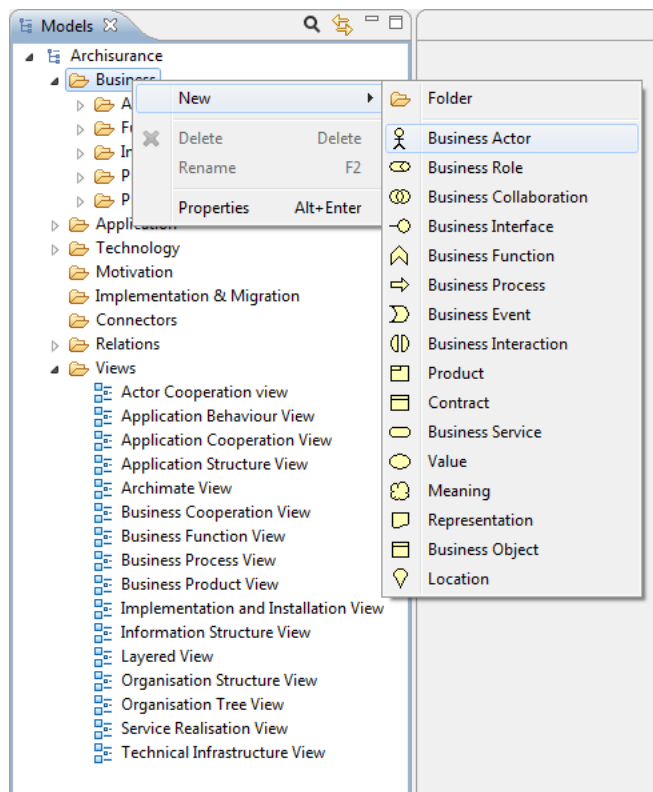 Models
Archisurance
Business
New
Delete Delete
Rename F2
Properties Alt+Enter
Folder
Business Actor
Business Role
Business Collaboration
Business Interface
Business Function
Business Process
Business Event
Business Interaction
Product
Contract
Business Service
Value
Meaning
Representation
Business Object
Location
A
F
In
P
P
Application
Technology
Motivation
Implementation & Migration
Connectors
Relations
Views
Actor Cooperation view
Application Behaviour View
Application Cooperation View
Application Structure View
Archimate View
Business Cooperation View
Business Function View
Business Process View
Business Product View
Implementation and Installation View
Information Structure View
Layered View
Organisation Structure View
Organisation Tree View
Service Realisation View
Technical Infrastructure View